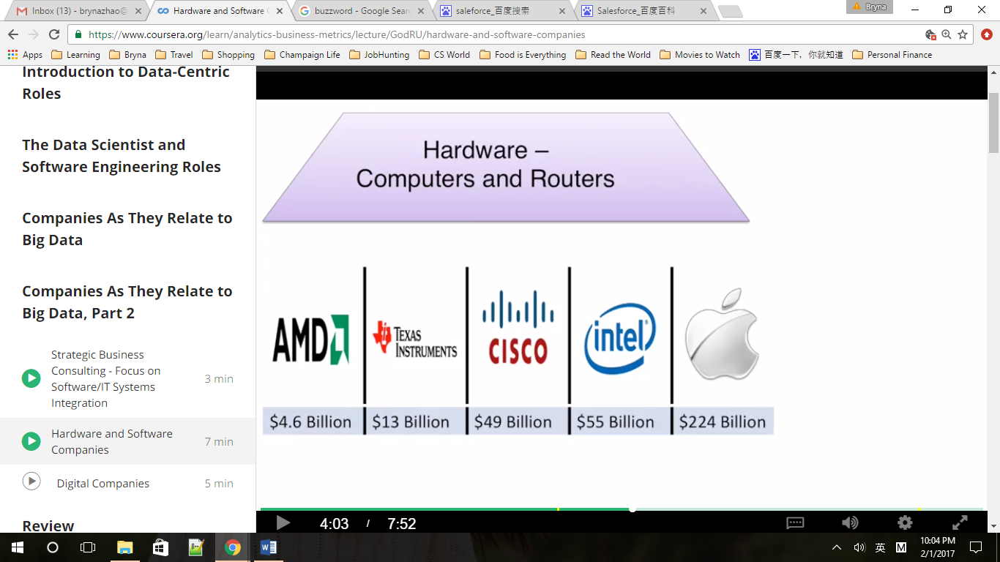 Inbox (13) - brynazhao@
Hardware and Software C
buzzword - Google Searc
saleforce_百度搜索
Salesforce_百度百科
Bryna
https://www.coursera.org/learn/analytics-business-metrics/lecture/GodRU/hardware-and-software-companies
Apps Learning Bryna Travel Shopping Champaign Life JobHunting CS World Food is Everything Read the World Movies to Watch 百度一下，你就知道 Personal Finance
Introduction to Data-Centric
Roles
The Data Scientist and
Software Engineering Roles
Companies As They Relate to
Big Data
Companies As They Relate to
Big Data, Part 2
Strategic Business
Consulting - Focus on
Software/IT Systems
Integration
3 min
Hardware and Software
Companies
7 min
Digital Companies 5 min
Review
Hardware –
Computers and Routers
AMD
TEXAS
INSTRUMENTS
CISCO
intel
$4.6 Billion $13 Billion $49 Billion $55 Billion $224 Billion
4:03 / 7:52
英 M
10:04 PM
2/1/2017